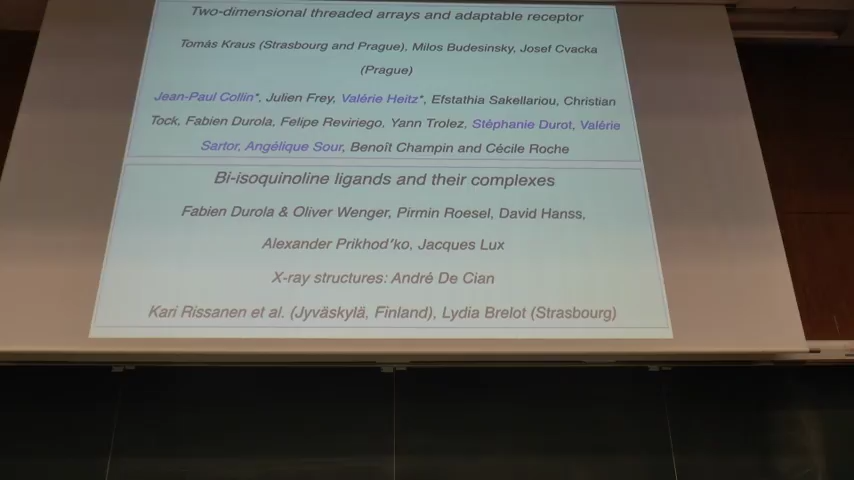 Two-dimensional threaded arrays and adaptable receptor
Tomás Kraus (Strasbourg and Prague), Milos Budesinsky, Josef Cvacka
(Prague)
Jean-Paul Collin*, Julien Frey, Valérie Heitz*, Efstathia Sakellariou, Christian
Tock, Fabien Durola, Felipe Reviriego, Yann Trolez, Stéphanie Durot, Valérie
Sartor, Angélique Sour, Benoît Champin and Cécile Roche
Bi-isoquinoline ligands and their complexes
Fabien Durola & Oliver Wenger, Pirmin Roesel, David Hanss,
Alexander Prikhod'ko, Jacques Lux
X-ray structures: André De Cian
Kari Rissanen et al. (Jyväskylä, Finland), Lydia Brelot (Strasbourg)